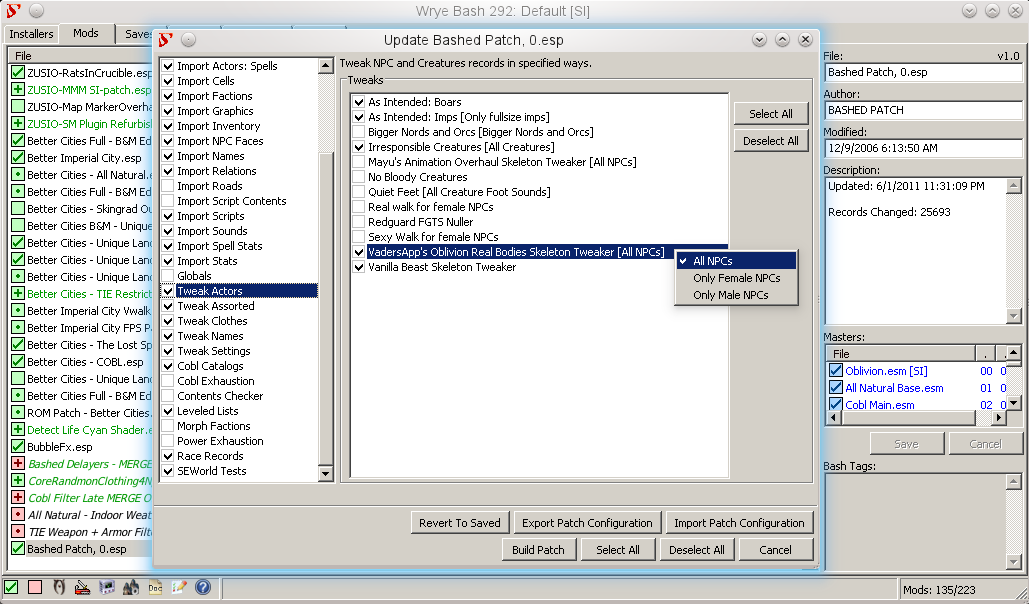 Wrye Bash 292: Default [SI]
Installers
Mods
Saves
File
ZUSIO-RatsInCrucible.esp
ZUSIO-MMM SI-patch.esp
ZUSIO-Map MarkerOverha
ZUSIO-SM Plugin Refurbish
Better Cities Full - B&M Ed
Better Imperial City.esp
Better Cities - All Natural.e
Better Cities Full - B&M Ed
Better Cities - Skingrad Ou
Better Cities B&M - Unique
Better Cities - Unique Land
Better Cities - Unique Land
Better Cities - Unique Land
Better Cities - TIE Restrict
Better Imperial City Vwalk
Better Imperial City FPS P
Better Cities - The Lost Sp
Better Cities - COBL.esp
Better Cities - Unique Land
Better Cities Full - B&M Ed
ROM Patch - Better Cities.
Detect Life Cyan Shader.e
BubbleFx.esp
Bashed Delayers - MERGE
CoreRandmonClothing4N
Cobl Filter Late MERGE O
All Natural - Indoor Weat
TIE Weapon + Armor Filt
Bashed Patch, 0.esp
Update Bashed Patch, 0.esp
Import Actors: Spells
Import Cells
Import Factions
Import Graphics
Import Inventory
Import NPC Faces
Import Names
Import Relations
Import Roads
Import Script Contents
Import Scripts
Import Sounds
Import Spell Stats
Import Stats
Globals
Tweak Actors
Tweak Assorted
Tweak Clothes
Tweak Names
Tweak Settings
Cobl Catalogs
Cobl Exhaustion
Contents Checker
Leveled Lists
Morph Factions
Power Exhaustion
Race Records
SEWorld Tests
Tweak NPC and Creatures records in specified ways.
Tweaks
As Intended: Boars
As Intended: Imps [Only fullsize imps]
Bigger Nords and Orcs [Bigger Nords and Orcs]
Irresponsible Creatures [All Creatures]
Mayu's Animation Overhaul Skeleton Tweaker [All NPCs]
No Bloody Creatures
Quiet Feet [All Creature Foot Sounds]
Real walk for female NPCs
Redguard FGTS Nuller
Sexy Walk for female NPCs
VadersApp's Oblivion Real Bodies Skeleton Tweaker [All NPCs]
Vanilla Beast Skeleton Tweaker
All NPCs
Only Female NPCs
Only Male NPCs
Select All
Deselect All
Revert To Saved
Export Patch Configuration
Import Patch Configuration
Build Patch
Select All
Deselect All
Cancel
File:
v1.0
Bashed Patch, 0.esp
Author:
BASHED PATCH
Modified:
12/9/2006 6:13:50 AM
Description:
Updated: 6/1/2011 11:31:09 PM
Records Changed: 25693
Masters:
File . .
Oblivion.esm [SI] 00 0
All Natural Base.esm 01 0
Cobl Main.esm 02 0
Save
Cancel
Bash Tags:
Doc
Mods: 135/223